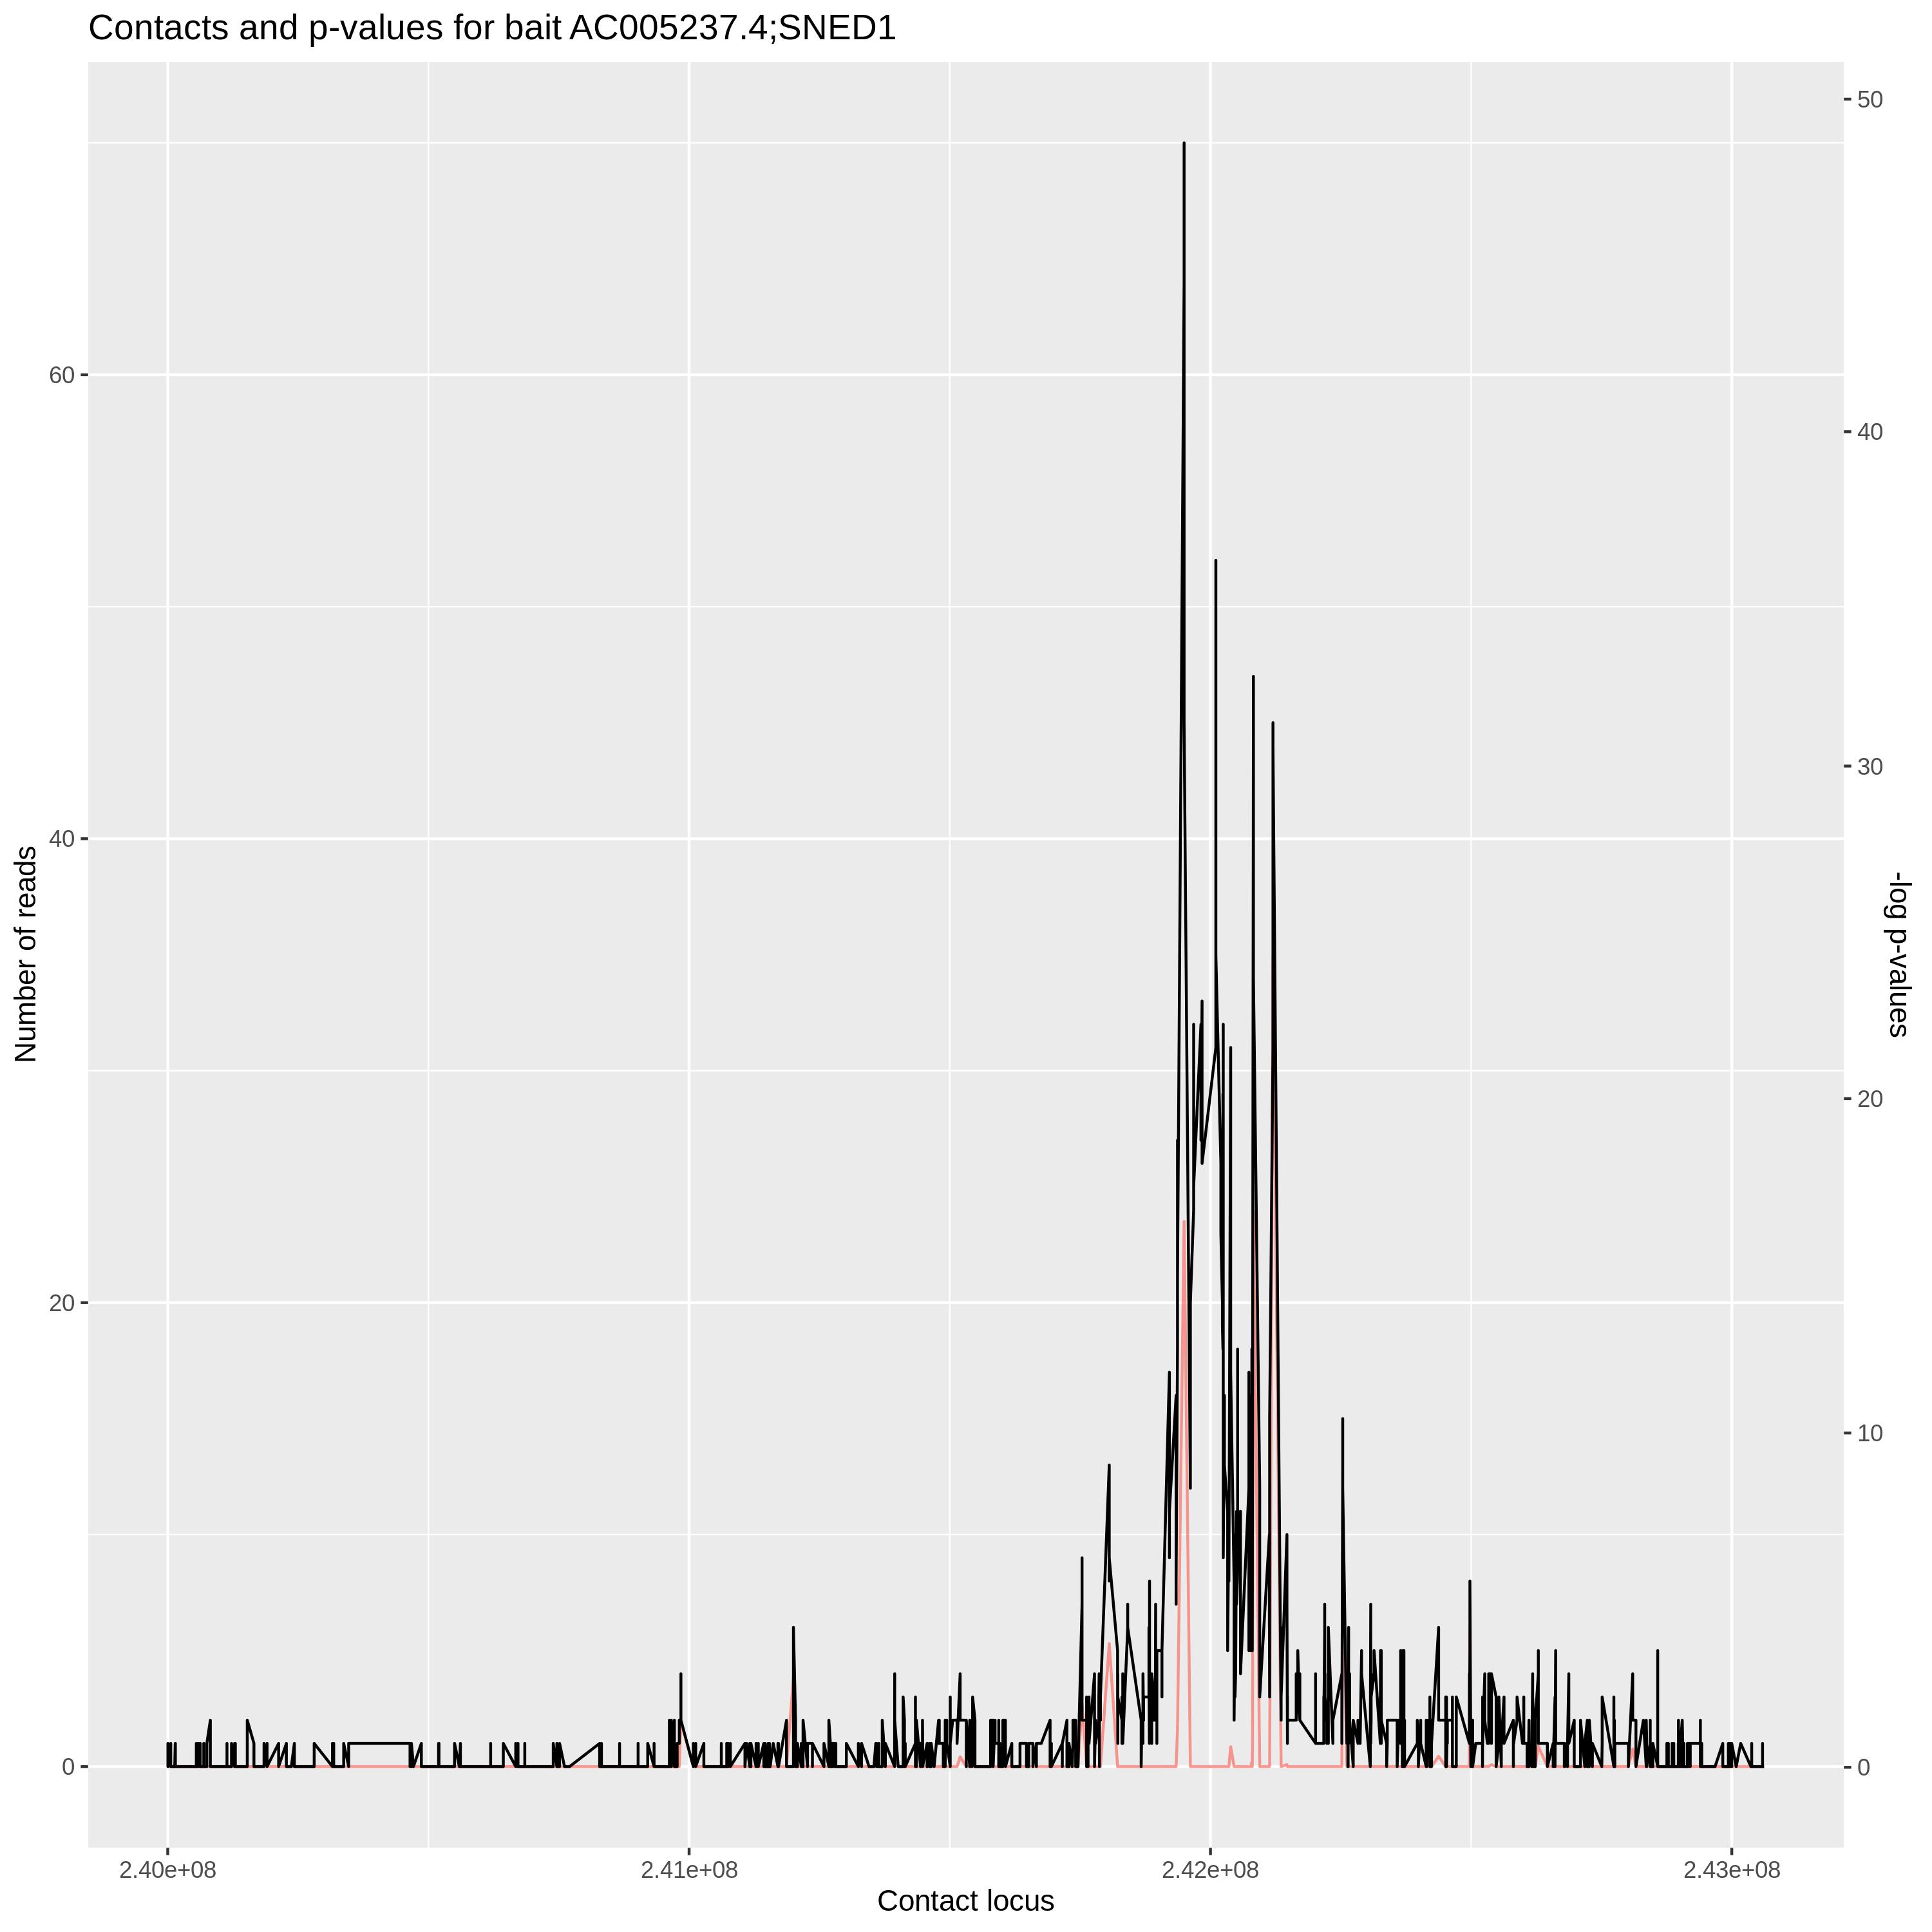 Contacts and p-values for bait AC005237.4;SNED1
50
60
40
40
30
20
20
10
0
0
Number of reads
-log p-values
2.40e+08
2.41e+08
2.42e+08
2.43e+08
Contact locus